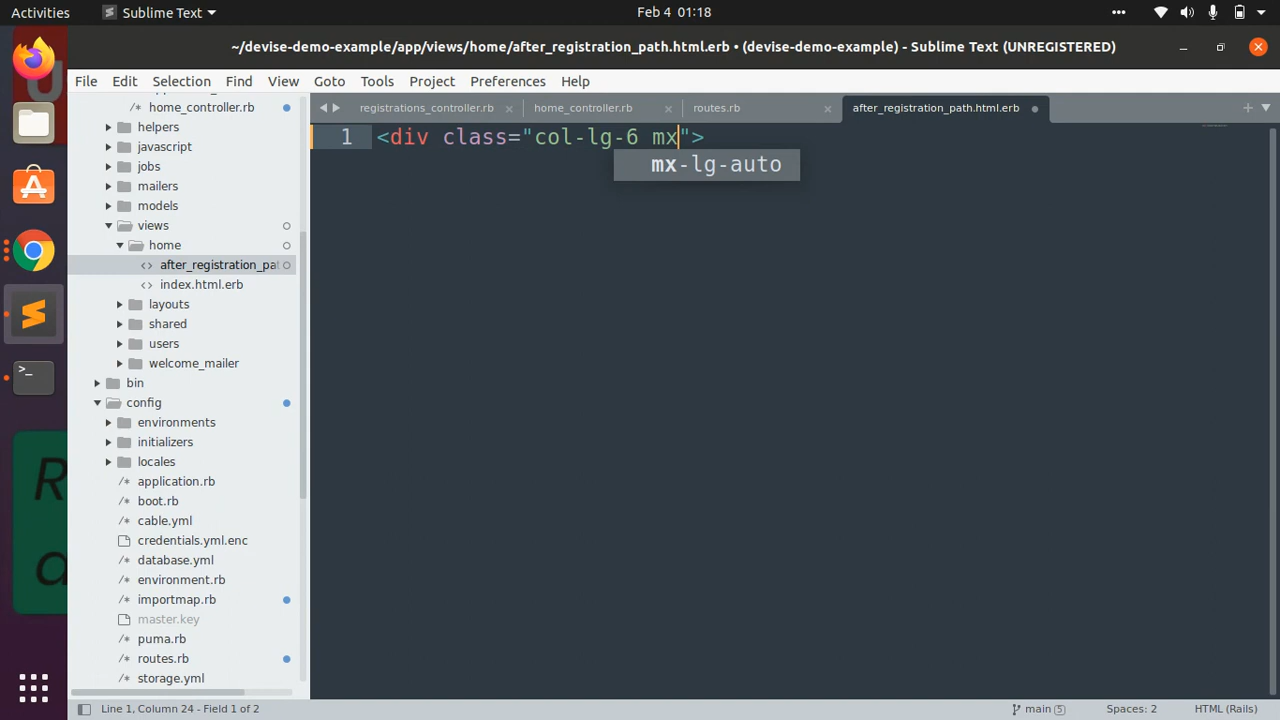 Activities
Sublime Text
Feb 4 01:18
~/devise-demo-example/app/views/home/after_registration_path.html.erb • (devise-demo-example) - Sublime Text (UNREGISTERED)
File Edit Selection Find View Goto Tools Project Preferences Help
registrations_controller.rb
home_controller.rb
routes.rb
after_registration_path.html.erb
/* home_controller.rb
helpers
javascript
jobs
mailers
models
views
home
<> after_registration_pa
<> index.html.erb
layouts
shared
users
welcome_mailer
bin
config
environments
initializers
locales
/* application.rb
/* boot.rb
/* cable.yml
credentials.yml.enc
/* database.yml
/* environment.rb
/* importmap.rb
master.key
/* puma.rb
/* routes.rb
/* storage.yml
1 <div class="col-lg-6 mx">
mx-lg-auto
Line 1, Column 24 - Field 1 of 2
main 5
Spaces: 2
HTML (Rails)